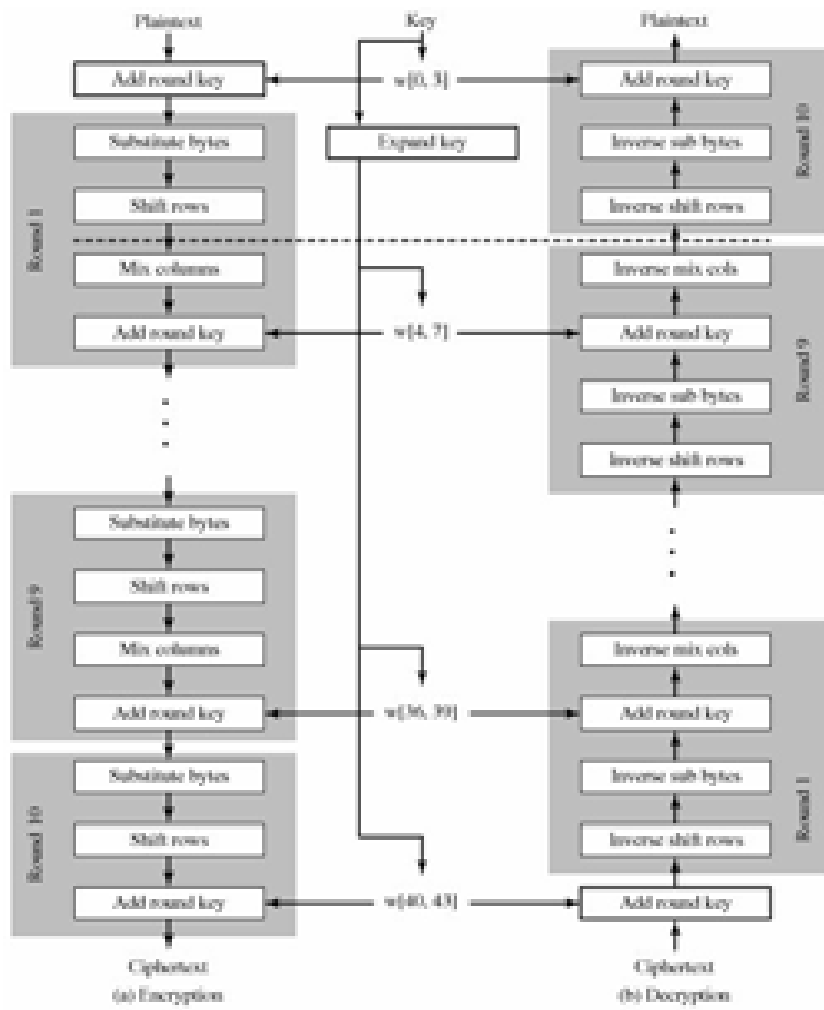 Plaintext
Add round key
Round 1
Substitute bytes
Shift rows
Mix columns
Add round key
Round 9
Substitute bytes
Shift rows
Mix columns
Add round key
Round 10
Substitute bytes
Shift rows
Add round key
Ciphertext
(a) Encryption
Key
w[0, 3]
Expand key
w[4, 7]
w[36, 39]
w[40, 43]
Plaintext
Add round key
Inverse sub bytes
Inverse shift rows
Round 10
Inverse mix cols
Add round key
Inverse sub bytes
Inverse shift rows
Round 9
Inverse mix cols
Add round key
Inverse sub bytes
Inverse shift rows
Round 1
Add round key
Ciphertext
(b) Decryption